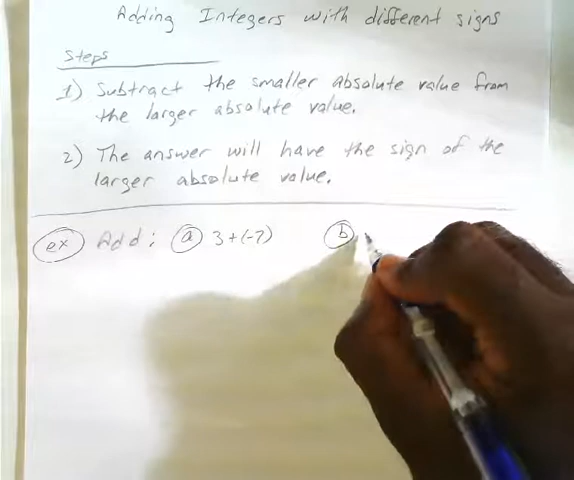 Adding Integers with different signs
Steps
1) Subtract the smaller absolute value from
the larger absolute value.
2) The answer will have the sign of the
larger absolute value.
ex Add: a 3+(-7) b